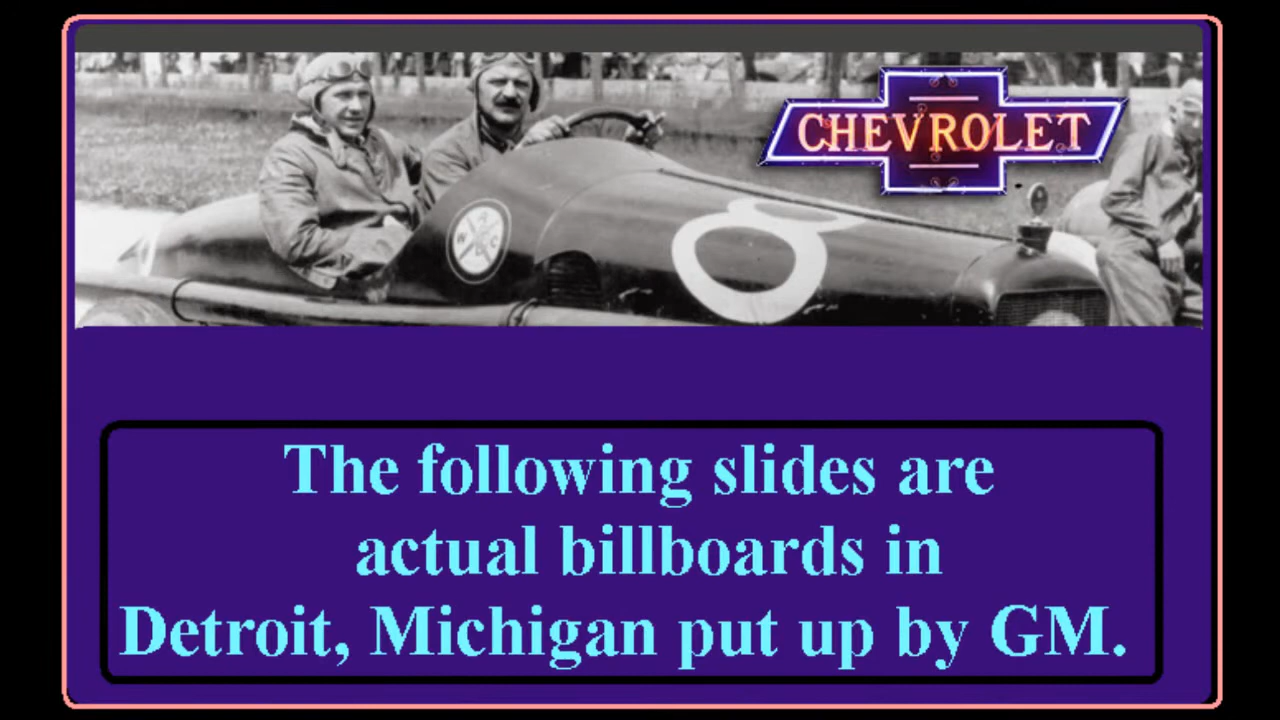 CHEVROLET
8
The following slides are
actual billboards in
Detroit, Michigan put up by GM.